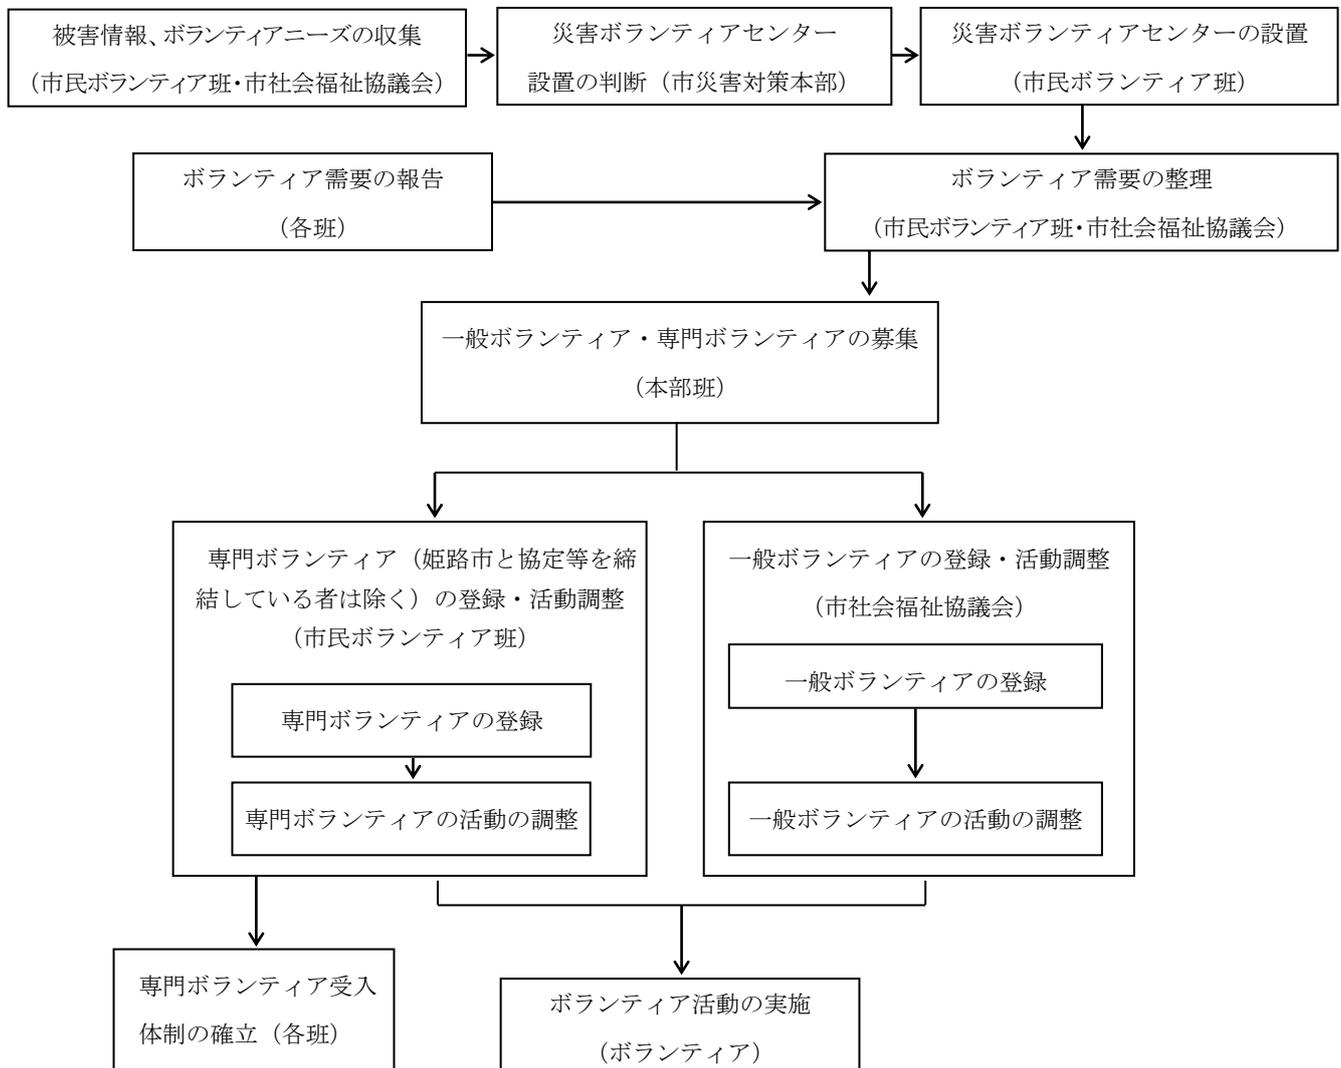 被害情報、ボランティアニーズの収集
（市民ボランティア班・市社会福祉協議会）
災害ボランティアセンター
設置の判断（市災害対策本部）
災害ボランティアセンターの設置
（市民ボランティア班）
ボランティア需要の報告
（各班）
ボランティア需要の整理
（市民ボランティア班・市社会福祉協議会）
一般ボランティア・専門ボランティアの募集
（本部班）
専門ボランティア（姫路市と協定等を締
結している者は除く）の登録・活動調整
（市民ボランティア班）
専門ボランティアの登録
専門ボランティアの活動の調整
一般ボランティアの登録・活動調整
（市社会福祉協議会）
一般ボランティアの登録
一般ボランティアの活動の調整
専門ボランティア受入
体制の確立（各班）
ボランティア活動の実施
（ボランティア）